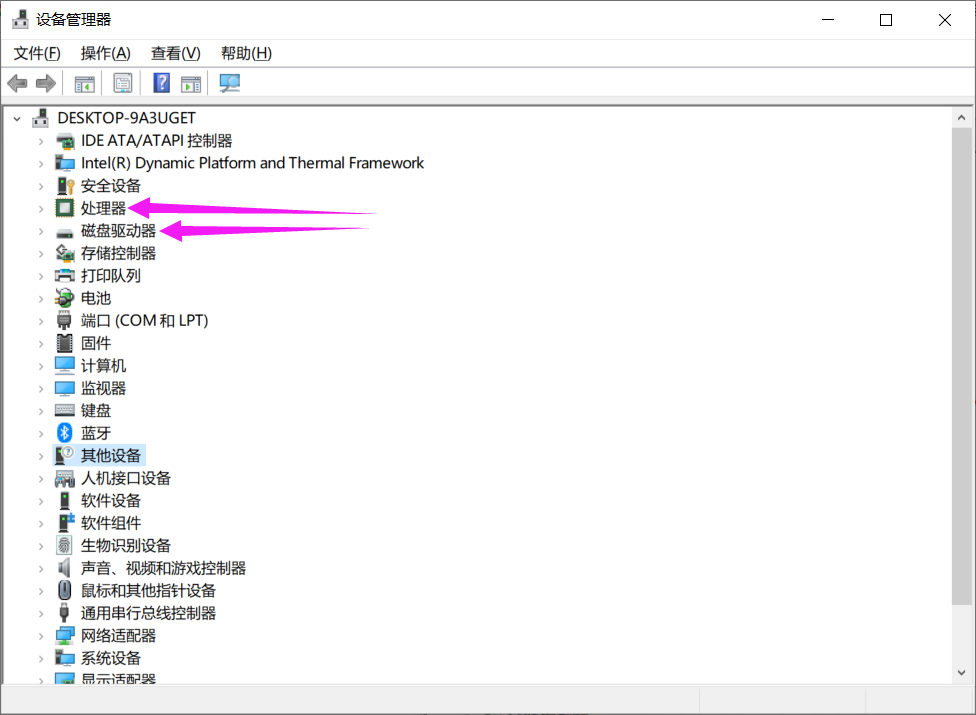 设备管理器
文件(F) 操作(A) 查看(V) 帮助(H)
DESKTOP-9A3UGET
IDE ATA/ATAPI 控制器
Intel(R) Dynamic Platform and Thermal Framework
安全设备
处理器
磁盘驱动器
存储控制器
打印队列
电池
端口 (COM 和 LPT)
固件
计算机
监视器
键盘
蓝牙
其他设备
人机接口设备
软件设备
软件组件
生物识别设备
声音、视频和游戏控制器
鼠标和其他指针设备
通用串行总线控制器
网络适配器
系统设备
显示适配器